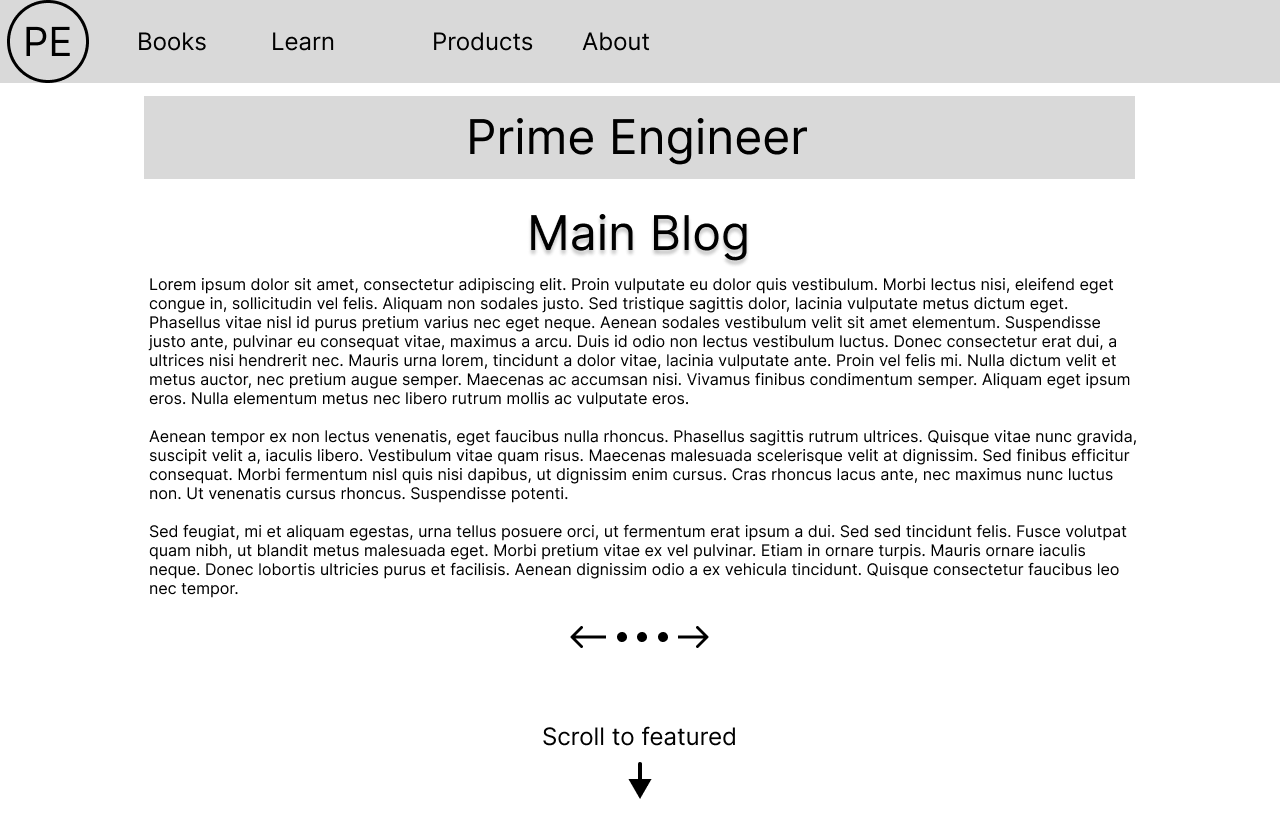 PE
Books Learn Products About
Prime Engineer
Main Blog
Lorem ipsum dolor sit amet, consectetur adipiscing elit. Proin vulputate eu dolor quis vestibulum. Morbi lectus nisi, eleifend eget
congue in, sollicitudin vel felis. Aliquam non sodales justo. Sed tristique sagittis dolor, lacinia vulputate metus dictum eget.
Phasellus vitae nisl id purus pretium varius nec eget neque. Aenean sodales vestibulum velit sit amet elementum. Suspendisse
justo ante, pulvinar eu consequat vitae, maximus a arcu. Duis id odio non lectus vestibulum luctus. Donec consectetur erat dui, a
ultrices nisi hendrerit nec. Mauris urna lorem, tincidunt a dolor vitae, lacinia vulputate ante. Proin vel felis mi. Nulla dictum velit et
metus auctor, nec pretium augue semper. Maecenas ac accumsan nisi. Vivamus finibus condimentum semper. Aliquam eget ipsum
eros. Nulla elementum metus nec libero rutrum mollis ac vulputate eros.
Aenean tempor ex non lectus venenatis, eget faucibus nulla rhoncus. Phasellus sagittis rutrum ultrices. Quisque vitae nunc gravida,
suscipit velit a, iaculis libero. Vestibulum vitae quam risus. Maecenas malesuada scelerisque velit at dignissim. Sed finibus efficitur
consequat. Morbi fermentum nisl quis nisi dapibus, ut dignissim enim cursus. Cras rhoncus lacus ante, nec maximus nunc luctus
non. Ut venenatis cursus rhoncus. Suspendisse potenti.
Sed feugiat, mi et aliquam egestas, urna tellus posuere orci, ut fermentum erat ipsum a dui. Sed sed tincidunt felis. Fusce volutpat
quam nibh, ut blandit metus malesuada eget. Morbi pretium vitae ex vel pulvinar. Etiam in ornare turpis. Mauris ornare iaculis
neque. Donec lobortis ultricies purus et facilisis. Aenean dignissim odio a ex vehicula tincidunt. Quisque consectetur faucibus leo
nec tempor.
Scroll to featured